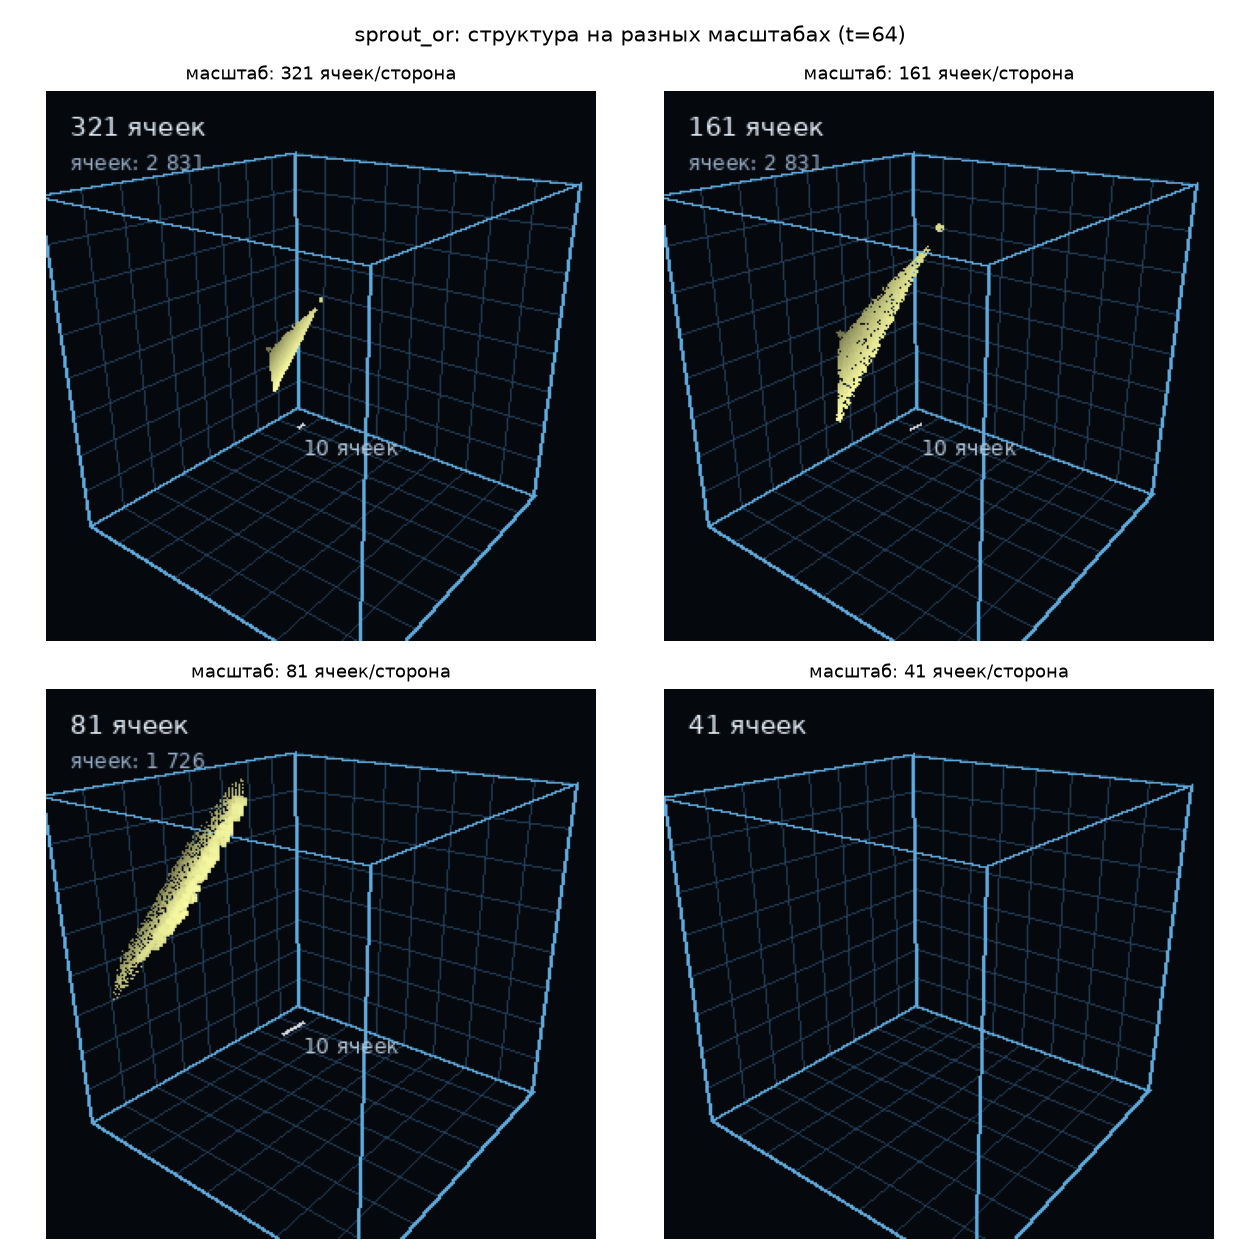 sprout_or: структура на разных масштабах (t=64)
масштаб: 321 ячеек/сторона
масштаб: 161 ячеек/сторона
321 ячеек
ячеек: 2 831
10 ячеек
161 ячеек
ячеек: 2 831
10 ячеек
масштаб: 81 ячеек/сторона
масштаб: 41 ячеек/сторона
81 ячеек
ячеек: 1 726
10 ячеек
41 ячеек